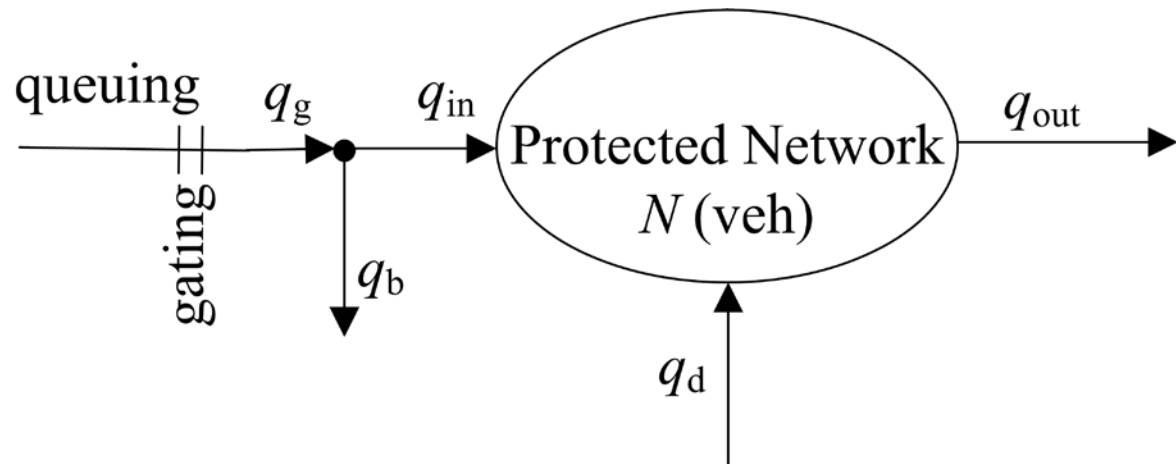 queuing
q_g
q_in
q_out
Protected Network
N (veh)
gating
q_b
q_d